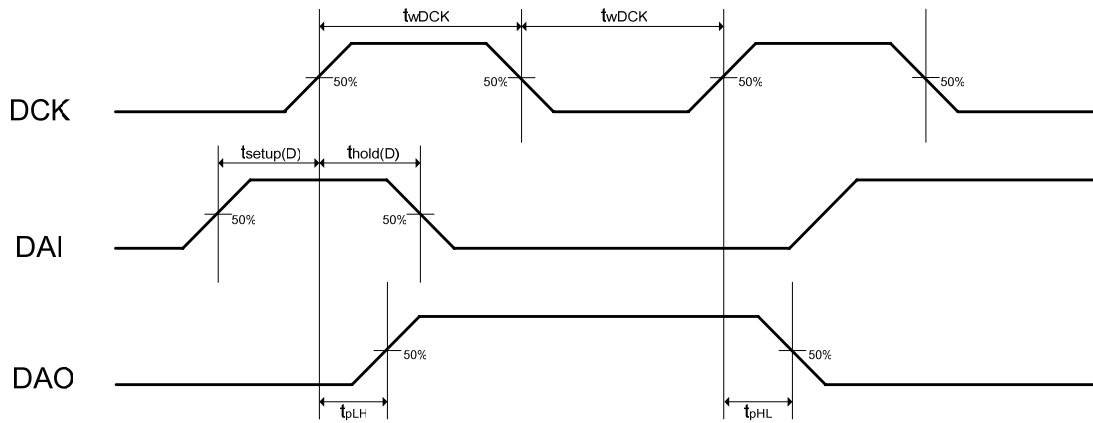 twDCK twDCK
50% 50% 50% 50%
DCK
tsetup(D) thold(D)
50% 50%
DAI
50% 50%
DAO
tpLH tpHL